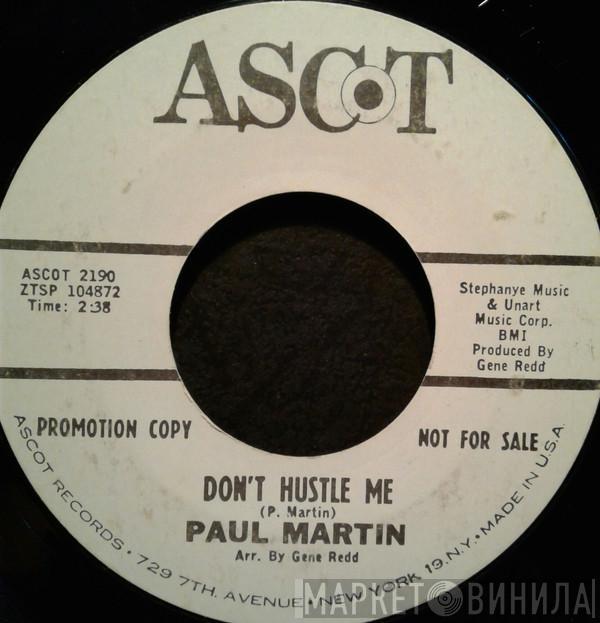 ASCOT
ASCOT 2190
ZTSP 104872
Time: 2:38
Stephanye Music
& Unart
Music Corp.
BMI
Produced By
Gene Redd
PROMOTION COPY
NOT FOR SALE
DON'T HUSTLE ME
(P. Martin)
PAUL MARTIN
Arr. By Gene Redd
ASCOT RECORDS • 729 7TH. AVENUE • NEW YORK 19, N.Y. • MADE IN U.S.A.
МАРКЕТ ВИНИЛА